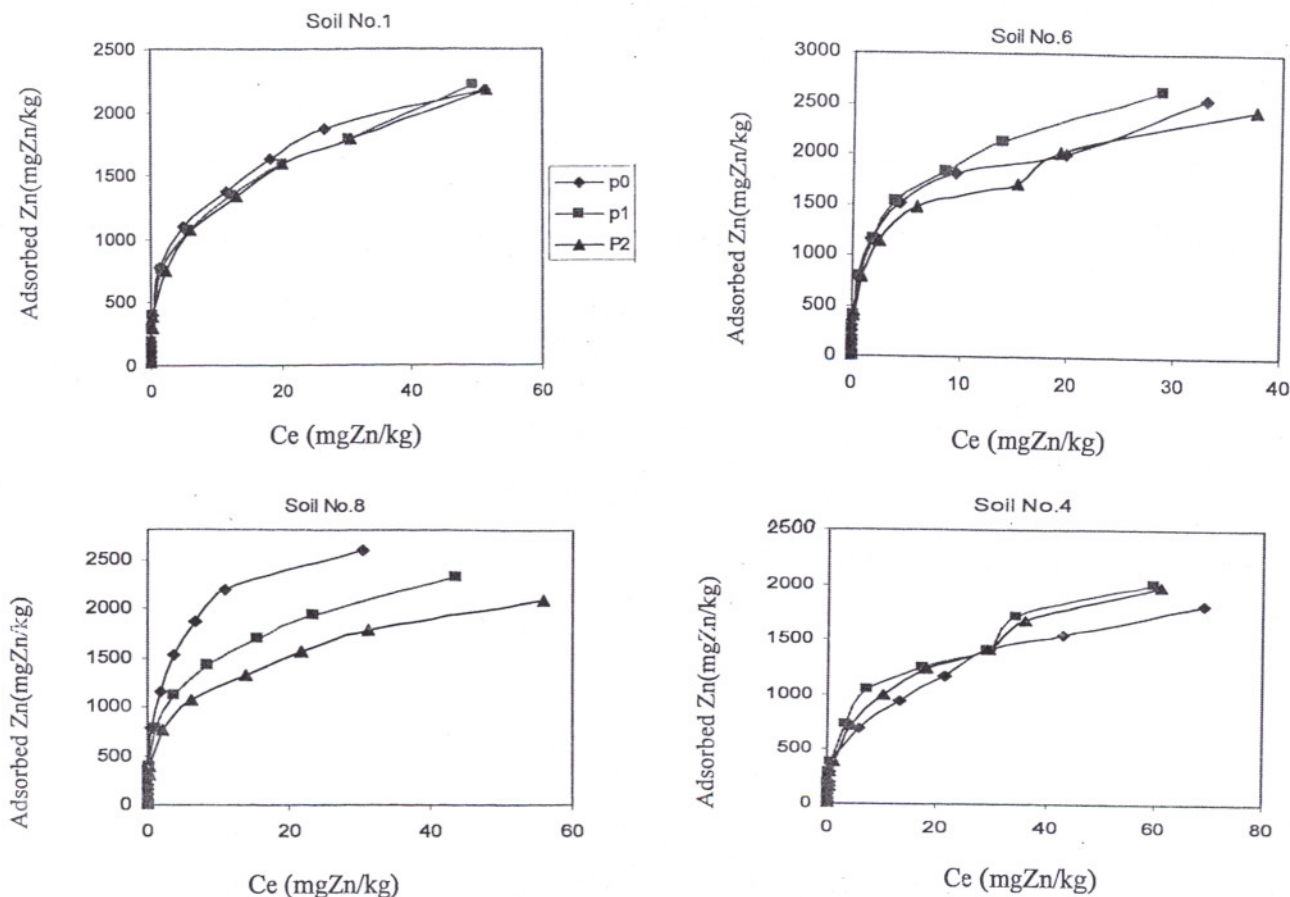 Soil No.1
Adsorbed Zn(mgZn/kg)
2500
2000
1500
1000
500
0
0 20 40 60
Ce (mgZn/kg)
p0
p1
P2
Soil No.6
Adsorbed Zn(mgZn/kg)
3000
2500
2000
1500
1000
500
0
0 10 20 30 40
Ce (mgZn/kg)
Soil No.8
Adsorbed Zn(mgZn/kg)
2500
2000
1500
1000
500
0
0 20 40 60
Ce (mgZn/kg)
Soil No.4
Adsorbed Zn(mgZn/kg)
2500
2000
1500
1000
500
0
0 20 40 60 80
Ce (mgZn/kg)